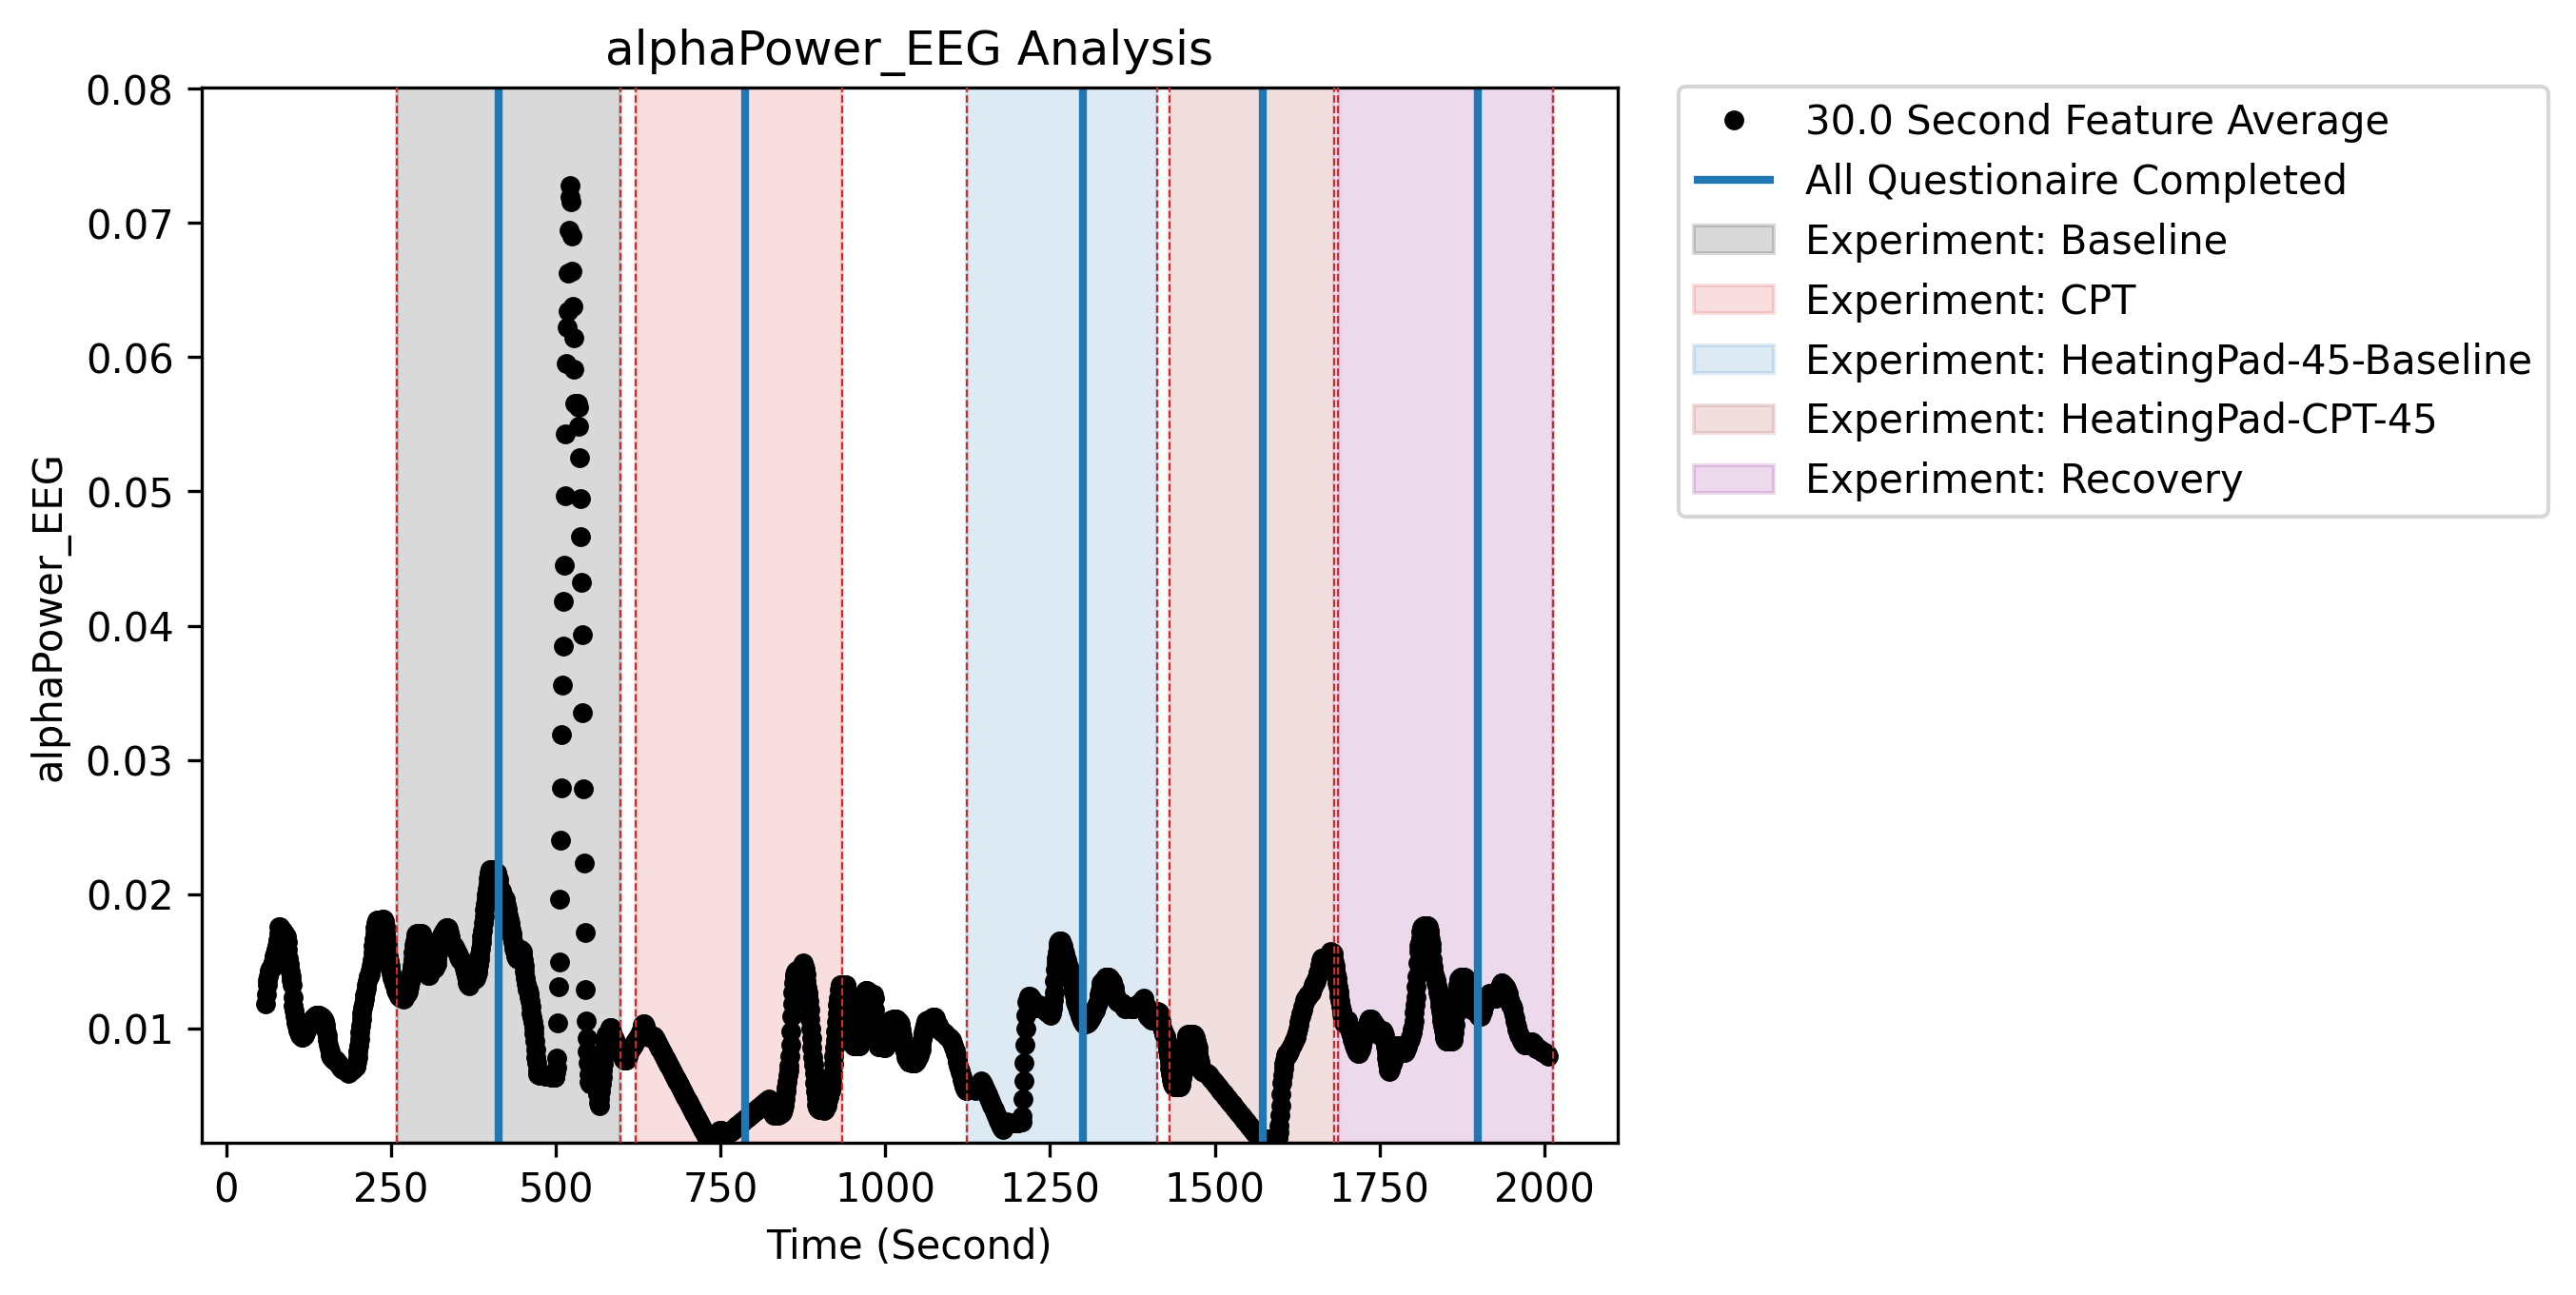 alphaPower_EEG Analysis
0.08
0.07
0.06
0.05
0.04
0.03
0.02
0.01
alphaPower_EEG
0 250 500 750 1000 1250 1500 1750 2000
Time (Second)
30.0 Second Feature Average
All Questionaire Completed
Experiment: Baseline
Experiment: CPT
Experiment: HeatingPad-45-Baseline
Experiment: HeatingPad-CPT-45
Experiment: Recovery